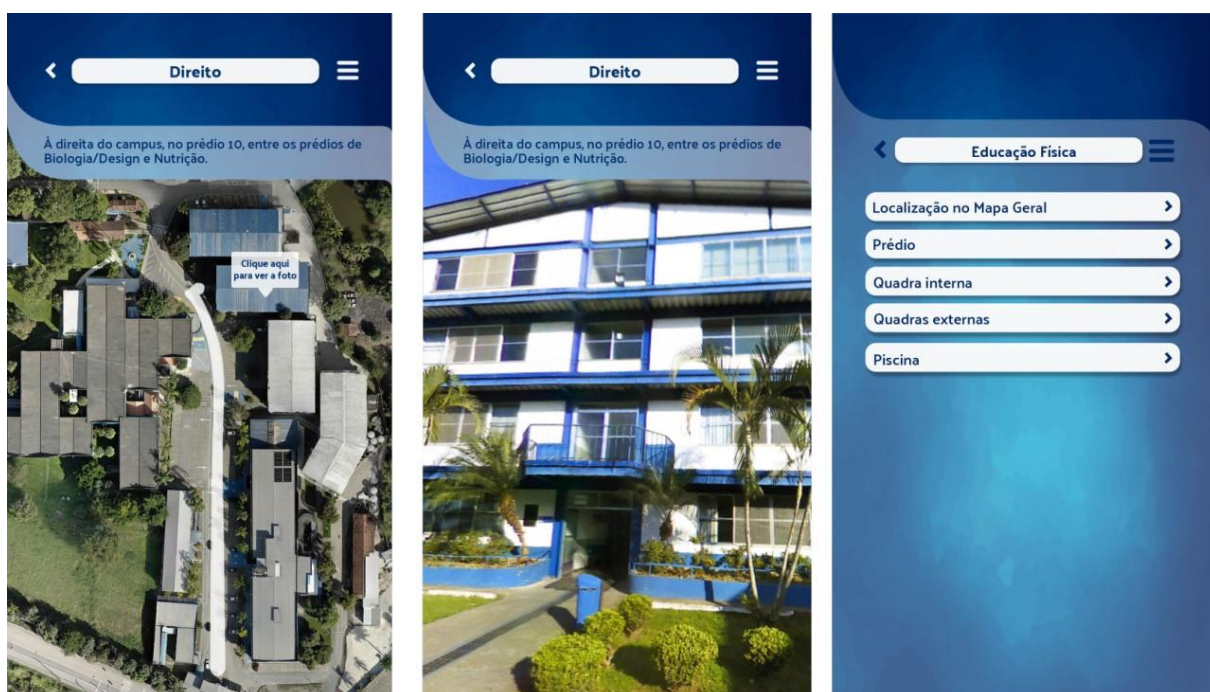 Direito
À direita do campus, no prédio 10, entre os prédios de
Biologia/Design e Nutrição.
Clique aqui
para ver a foto
Direito
À direita do campus, no prédio 10, entre os prédios de
Biologia/Design e Nutrição.
Educação Física
Localização no Mapa Geral
Prédio
Quadra interna
Quadras externas
Piscina